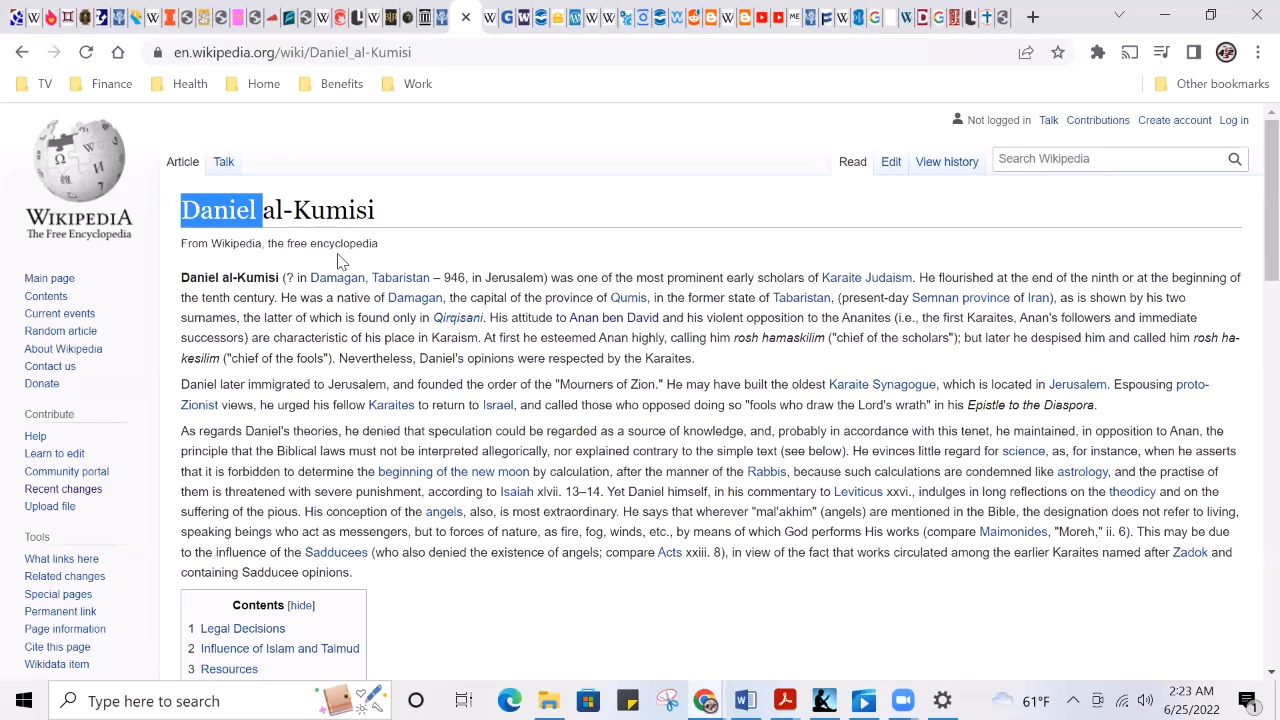 en.wikipedia.org/wiki/Daniel_al-Kumisi
TV Finance Health Home Benefits Work Other bookmarks
Not logged in Talk Contributions Create account Log in
Article Talk Read Edit View history Search Wikipedia
WIKIPEDIA
The Free Encyclopedia
Main page
Contents
Current events
Random article
About Wikipedia
Contact us
Donate
Contribute
Help
Learn to edit
Community portal
Recent changes
Upload file
Tools
What links here
Related changes
Special pages
Permanent link
Page information
Cite this page
Wikidata item
Daniel al-Kumisi
From Wikipedia, the free encyclopedia
Daniel al-Kumisi (? in Damagan, Tabaristan – 946, in Jerusalem) was one of the most prominent early scholars of Karaite Judaism. He flourished at the end of the ninth or at the beginning of
the tenth century. He was a native of Damagan, the capital of the province of Qumis, in the former state of Tabaristan, (present-day Semnan province of Iran), as is shown by his two
surnames, the latter of which is found only in Qirqisani. His attitude to Anan ben David and his violent opposition to the Ananites (i.e., the first Karaites, Anan's followers and immediate
successors) are characteristic of his place in Karaism. At first he esteemed Anan highly, calling him rosh hamaskilim ("chief of the scholars"); but later he despised him and called him rosh ha-
kesilim ("chief of the fools"). Nevertheless, Daniel's opinions were respected by the Karaites.
Daniel later immigrated to Jerusalem, and founded the order of the "Mourners of Zion." He may have built the oldest Karaite Synagogue, which is located in Jerusalem. Espousing proto-
Zionist views, he urged his fellow Karaites to return to Israel, and called those who opposed doing so "fools who draw the Lord's wrath" in his Epistle to the Diaspora.
As regards Daniel's theories, he denied that speculation could be regarded as a source of knowledge, and, probably in accordance with this tenet, he maintained, in opposition to Anan, the
principle that the Biblical laws must not be interpreted allegorically, nor explained contrary to the simple text (see below). He evinces little regard for science, as, for instance, when he asserts
that it is forbidden to determine the beginning of the new moon by calculation, after the manner of the Rabbis, because such calculations are condemned like astrology, and the practise of
them is threatened with severe punishment, according to Isaiah xlvii. 13–14. Yet Daniel himself, in his commentary to Leviticus xxvi., indulges in long reflections on the theodicy and on the
suffering of the pious. His conception of the angels, also, is most extraordinary. He says that wherever "mal'akhim" (angels) are mentioned in the Bible, the designation does not refer to living,
speaking beings who act as messengers, but to forces of nature, as fire, fog, winds, etc., by means of which God performs His works (compare Maimonides, "Moreh," ii. 6). This may be due
to the influence of the Sadducees (who also denied the existence of angels; compare Acts xxiii. 8), in view of the fact that works circulated among the earlier Karaites named after Zadok and
containing Sadducee opinions.
Contents [hide]
1 Legal Decisions
2 Influence of Islam and Talmud
3 Resources
Type here to search
61°F
2:23 AM
6/25/2022